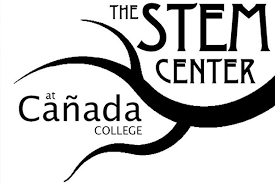 THE STEM
CENTER
at
Cañada
COLLEGE